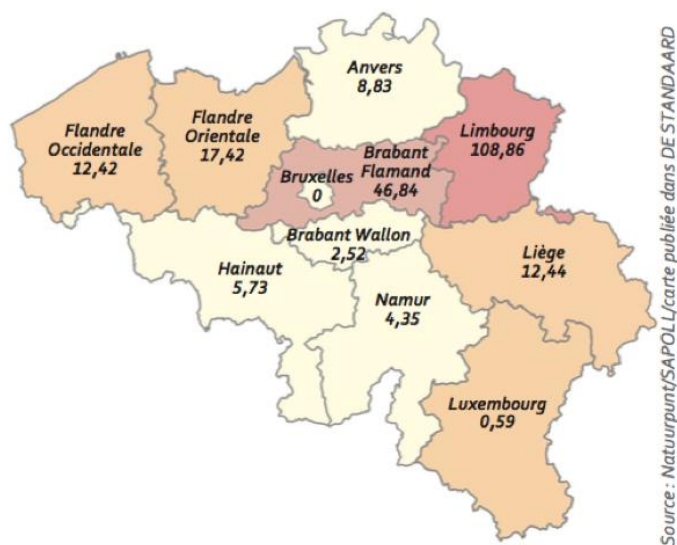 Anvers
8,83
Flandre
Occidentale
12,42
Flandre
Orientale
17,42
Limbourg
108,86
Brabant
Flamand
46,84
Bruxelles
0
Brabant Wallon
2,52
Hainaut
5,73
Liège
12,44
Namur
4,35
Luxembourg
0,59
Source : Natuurpunt/SAPOLL/carte publiée dans DE STANDAARD